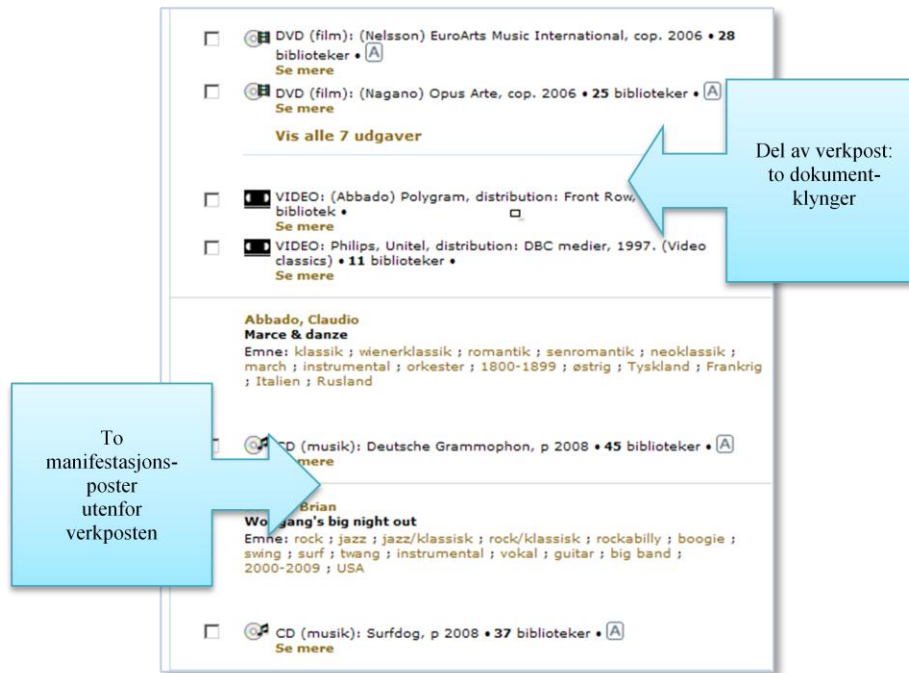 DVD (film): (Nelsson) EuroArts Music International, cop. 2006 • 28
biblioteker • A
Se mere
DVD (film): (Nagano) Opus Arte, cop. 2006 • 25 biblioteker • A
Se mere
Vis alle 7 udgaver
Del av verkpost:
to dokument-
klynger
VIDEO: (Abbado) Polygram, distribution: Front Row,
bibliotek •
Se mere
VIDEO: Philips, Unitel, distribution: DBC medier, 1997. (Video
classics) • 11 biblioteker •
Se mere
Abbado, Claudio
Marce & danze
Emne: klassik ; wienerklassik ; romantik ; senromantik ; neoklassik ;
march ; instrumental ; orkester ; 1800-1899 ; østrig ; Tyskland ; Frankrig
; Italien ; Rusland
To
manifestasjons-
poster
utenfor
verkposten
CD (musik): Deutsche Grammophon, p 2008 • 45 biblioteker • A
mere
Brian
Wolfgang's big night out
Emne: rock ; jazz ; jazz/klassisk ; rock/klassisk ; rockabilly ; boogie ;
swing ; surf ; twang ; instrumental ; vokal ; guitar ; big band ;
2000-2009 ; USA
CD (musik): Surfdog, p 2008 • 37 biblioteker • A
Se mere